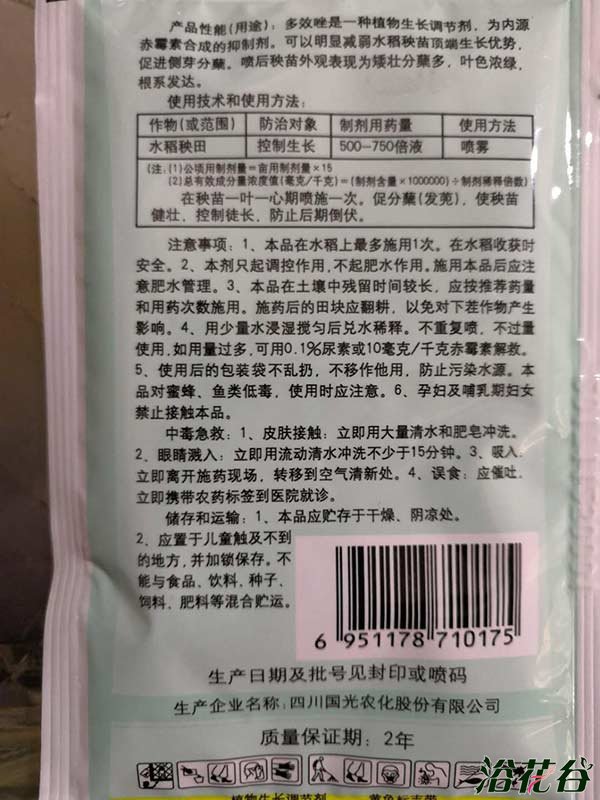 产品性能(用途)：多效唑是一种植物生长调节剂，为内源
赤霉素合成的抑制剂。可以明显减弱水稻秧苗顶端生长优势，
促进侧芽分蘖。喷后秧苗外观表现为矮壮分蘖多，叶色浓绿，
根系发达。
使用技术和使用方法：
作物(或范围) 防治对象 制剂用药量 使用方法
水稻秧田 控制生长 500-750倍液 喷雾
(注：(1)公顷用制剂量＝亩用制剂量×15
(2)总有效成分量浓度值(毫克/千克)＝(制剂含量×1000000)÷制剂稀释倍数)
在秧苗一叶一心期喷施一次。促分蘖(发蔸)，使秧苗
健壮、控制徒长，防止后期倒伏。
注意事项：1、本品在水稻上最多施用1次。在水稻收获时
安全。2、本剂只起调控作用，不起肥水作用。施用本品后应注
意肥水管理。3、本品在土壤中残留时间较长，应按推荐药量
和用药次数施用。施药后的田块应翻耕，以免对下茬作物产生
影响。4、用少量水浸湿搅匀后兑水稀释。不重复喷，不过量
使用，如用量过多，可用0.1%尿素或10毫克/千克赤霉素解救。
5、使用后的包装袋不乱扔，不移作他用，防止污染水源。本
品对蜜蜂、鱼类低毒，使用时应注意。6、孕妇及哺乳期妇女
禁止接触本品。
中毒急救：1、皮肤接触：立即用大量清水和肥皂冲洗。
2、眼睛溅入：立即用流动清水冲洗不少于15分钟。3、吸入：
立即离开施药现场，转移到空气清新处。4、误食：应催吐，
立即携带农药标签到医院就诊。
储存和运输：1、本品应贮存于干燥、阴凉处。
2、应置于儿童触及不到
的地方，并加锁保存。不
能与食品、饮料、种子、
饲料、肥料等混合贮运。
6 951178 710175
生产日期及批号见封印或喷码
生产企业名称：四川国光农化股份有限公司
质量保证期：2年
植物生长调节剂 黄色标志带
浴花谷